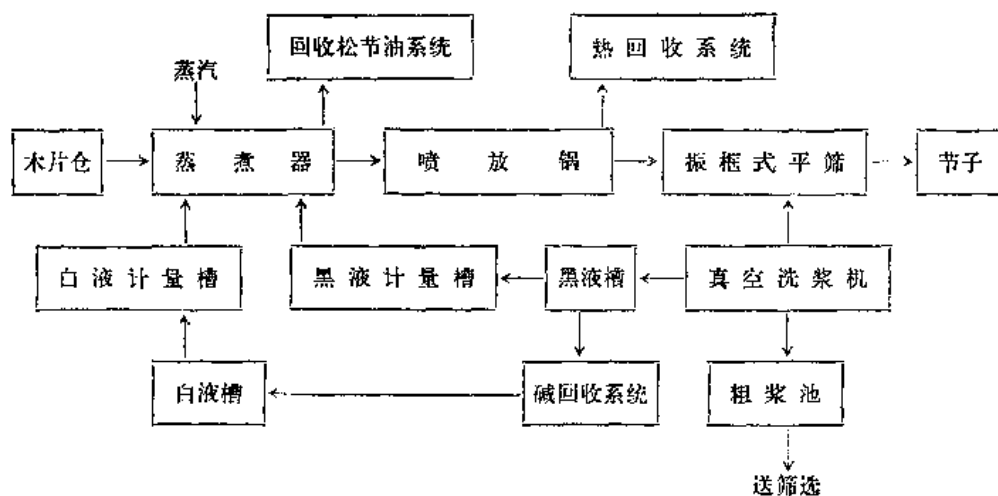 回收松节油系统
热回收系统
蒸汽
木片仓
蒸煮器
喷放锅
振框式平筛
节子
白液计量槽
黑液计量槽
黑液槽
真空洗浆机
白液槽
碱回收系统
粗浆池
送筛选